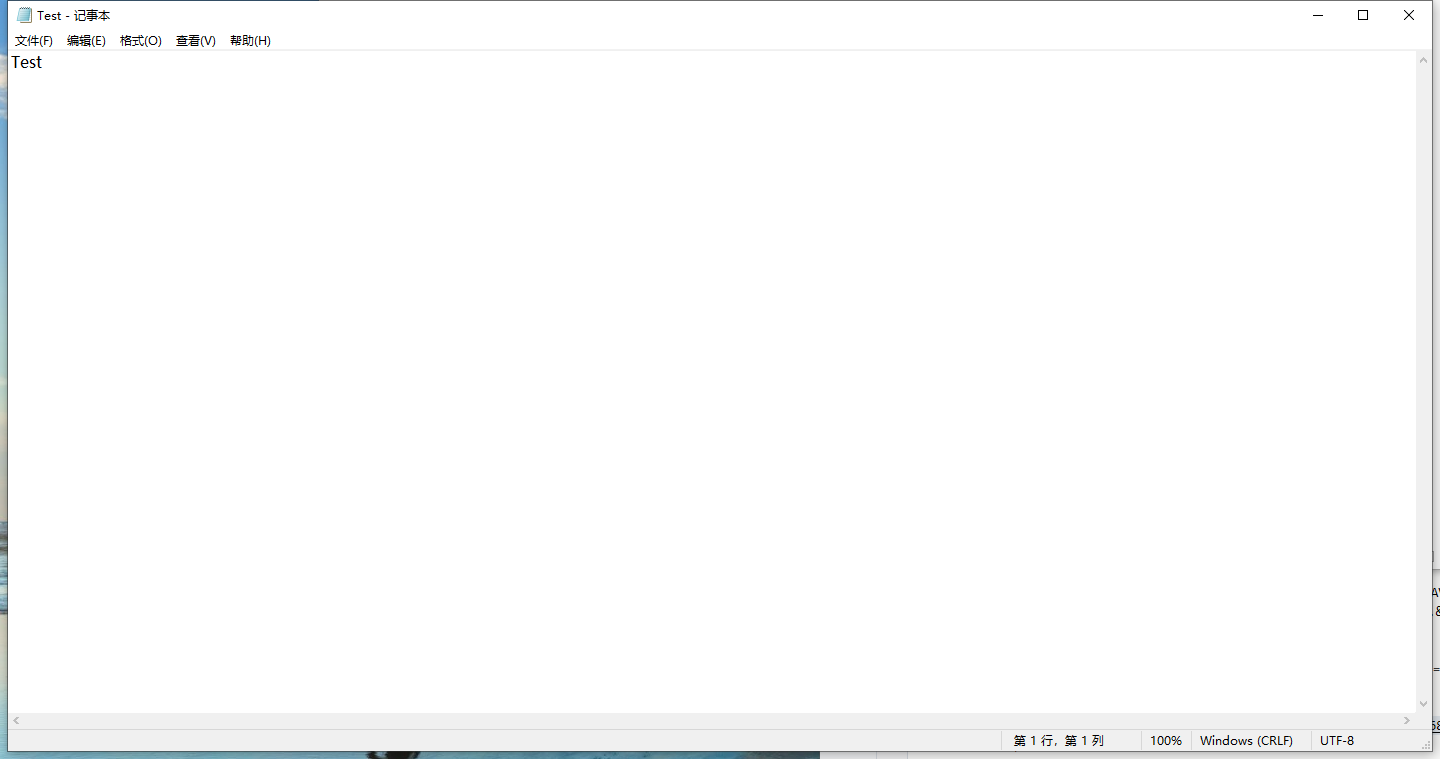 Test - 记事本
文件(F) 编辑(E) 格式(O) 查看(V) 帮助(H)
Test
第 1 行，第 1 列 100% Windows (CRLF) UTF-8